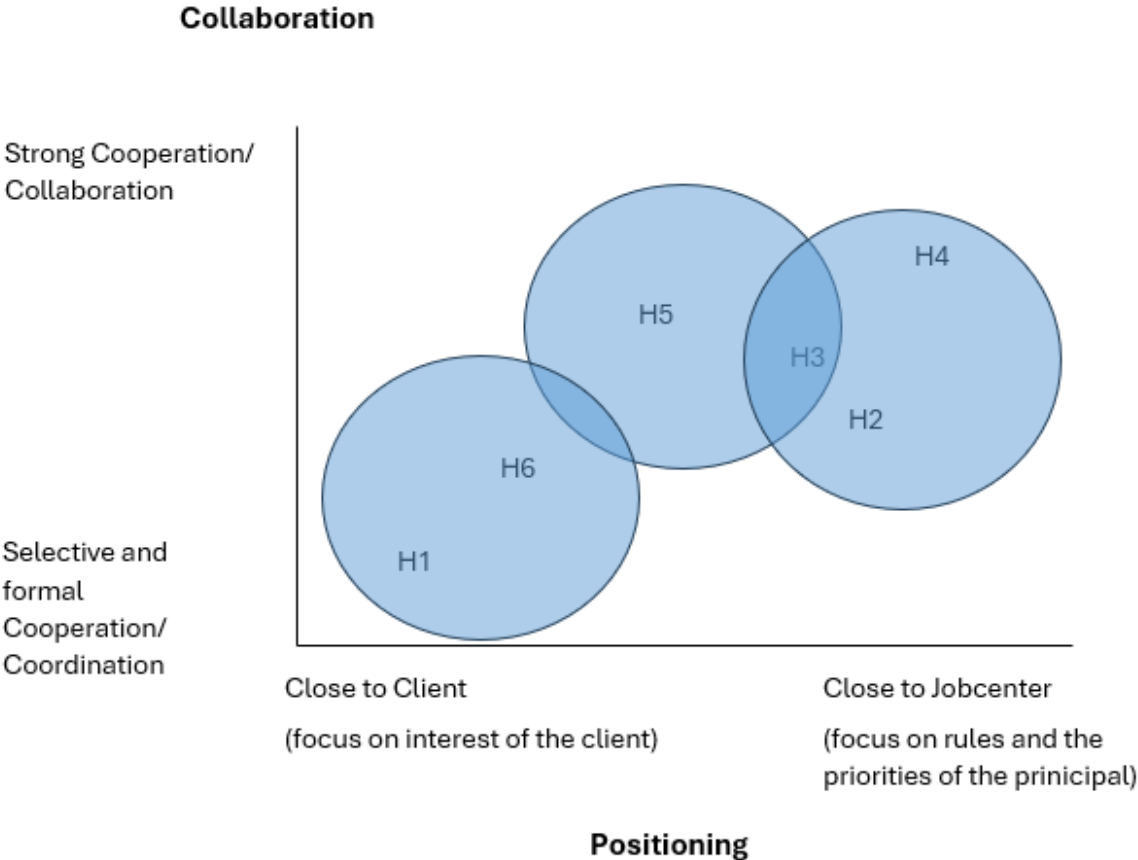 Collaboration
Strong Cooperation/
Collaboration
H4
H5
H3
H2
H6
H1
Selective and
formal
Cooperation/
Coordination
Close to Client
(focus on interest of the client)
Close to Jobcenter
(focus on rules and the
priorities of the prinicipal)
Positioning